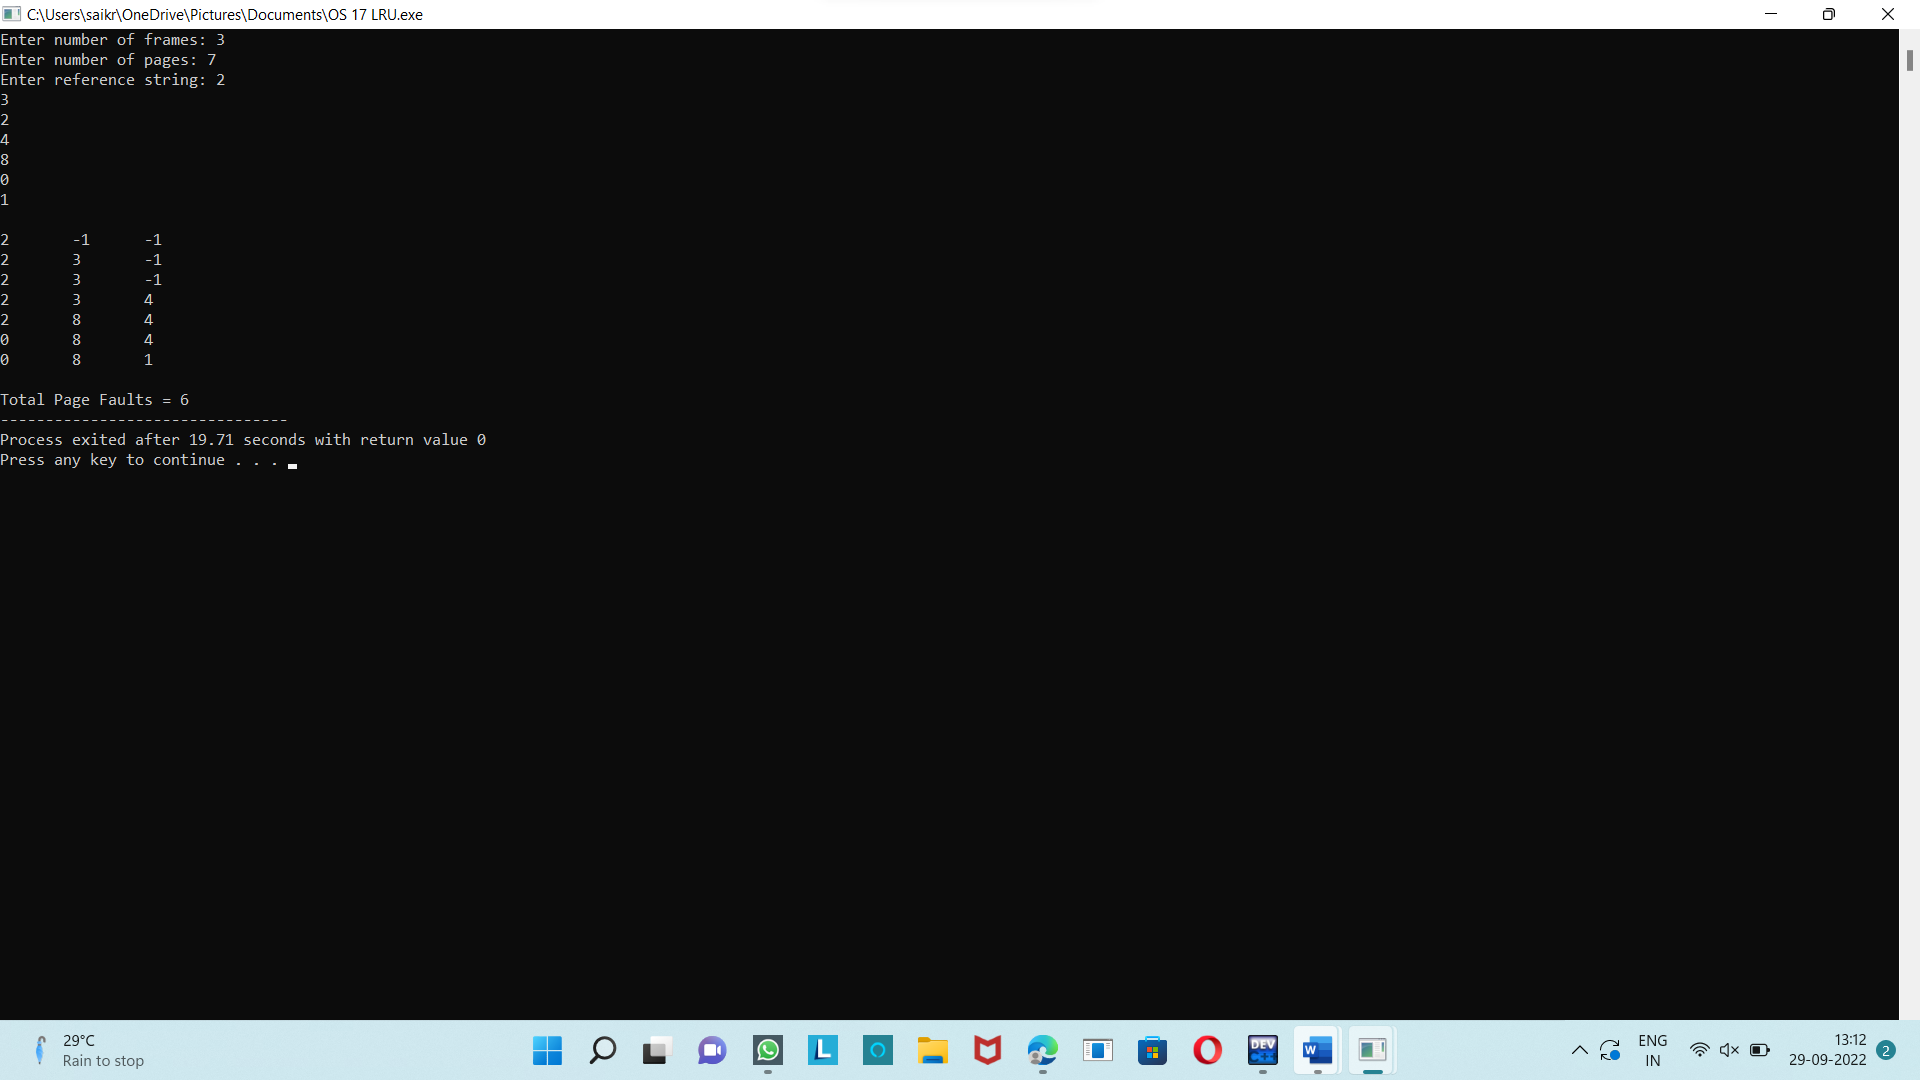 C:\Users\saikr\OneDrive\Pictures\Documents\OS 17 LRU.exe
Enter number of frames: 3
Enter number of pages: 7
Enter reference string: 2
3
2
4
8
0
1
2 -1 -1
2 3 -1
2 3 -1
2 3 4
2 8 4
0 8 4
0 8 1
Total Page Faults = 6
--------------------------------
Process exited after 19.71 seconds with return value 0
Press any key to continue . . .
29°C
Rain to stop
L
DEV
C++
W
ENG
IN
13:12
29-09-2022
2